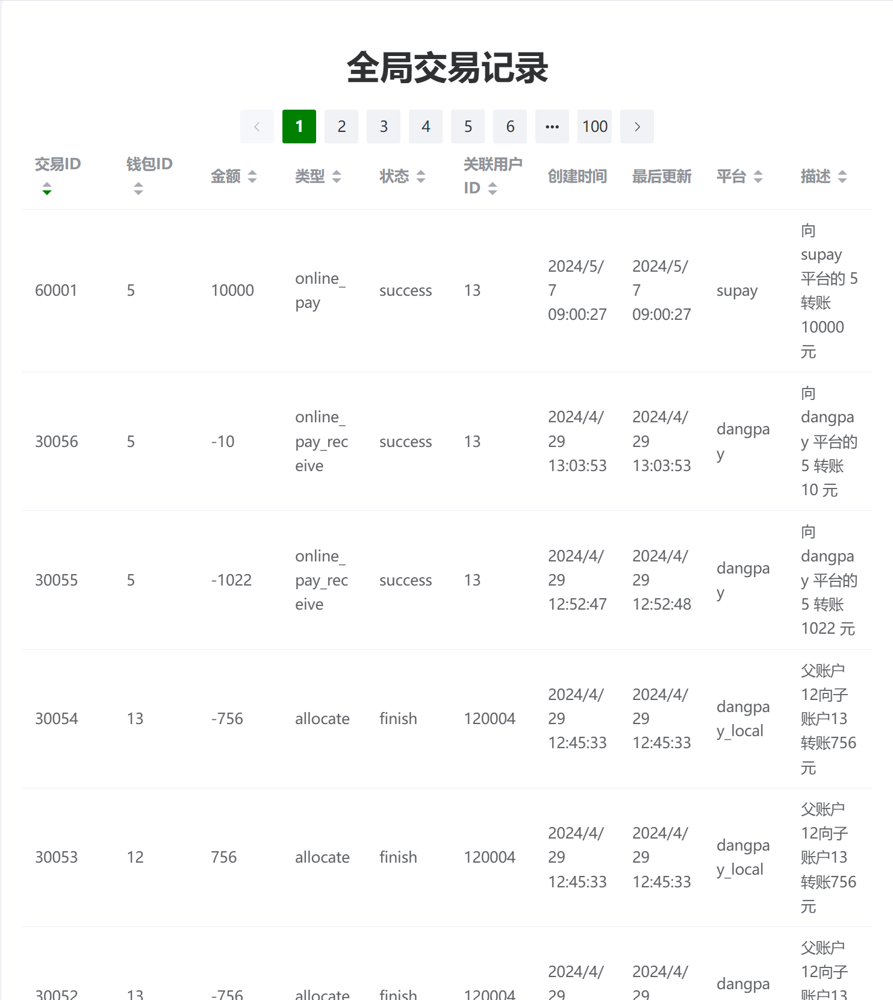 全局交易记录
1 2 3 4 5 6 ••• 100
交易ID 钱包ID 金额 类型 状态 关联用户ID 创建时间 最后更新 平台 描述
60001 5 10000 online_pay success 13 2024/5/7 09:00:27 2024/5/7 09:00:27 supay 向 supay 平台的 5 转账 10000 元
30056 5 -10 online_pay_receive success 13 2024/4/29 13:03:53 2024/4/29 13:03:53 dangpay 向 dangpay 平台的 5 转账 10 元
30055 5 -1022 online_pay_receive success 13 2024/4/29 12:52:47 2024/4/29 12:52:48 dangpay 向 dangpay 平台的 5 转账 1022 元
30054 13 -756 allocate finish 120004 2024/4/29 12:45:33 2024/4/29 12:45:33 dangpay_local 父账户12向子账户13转账756元
30053 12 756 allocate finish 120004 2024/4/29 12:45:33 2024/4/29 12:45:33 dangpay_local 父账户12向子账户13转账756元
30052 13 -756 allocate finish 120004 2024/4/29 2024/4/29 dangpa 父账户12向子账户13